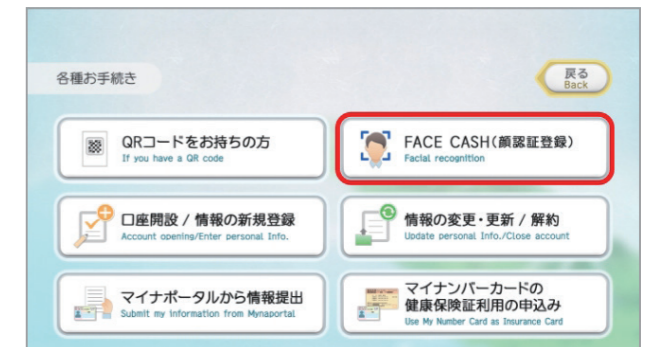 各種お手続き
戻る
Back
QRコードをお持ちの方
If you have a QR code
FACE CASH(顔認証登録)
Facial recognition
口座開設 / 情報の新規登録
Account opening/Enter personal Info.
情報の変更・更新 / 解約
Update personal Info./Close account
マイナポータルから情報提出
Submit my information from Mynaportal
マイナンバーカードの
健康保険証利用の申込み
Use My Number Card as Insurance Card